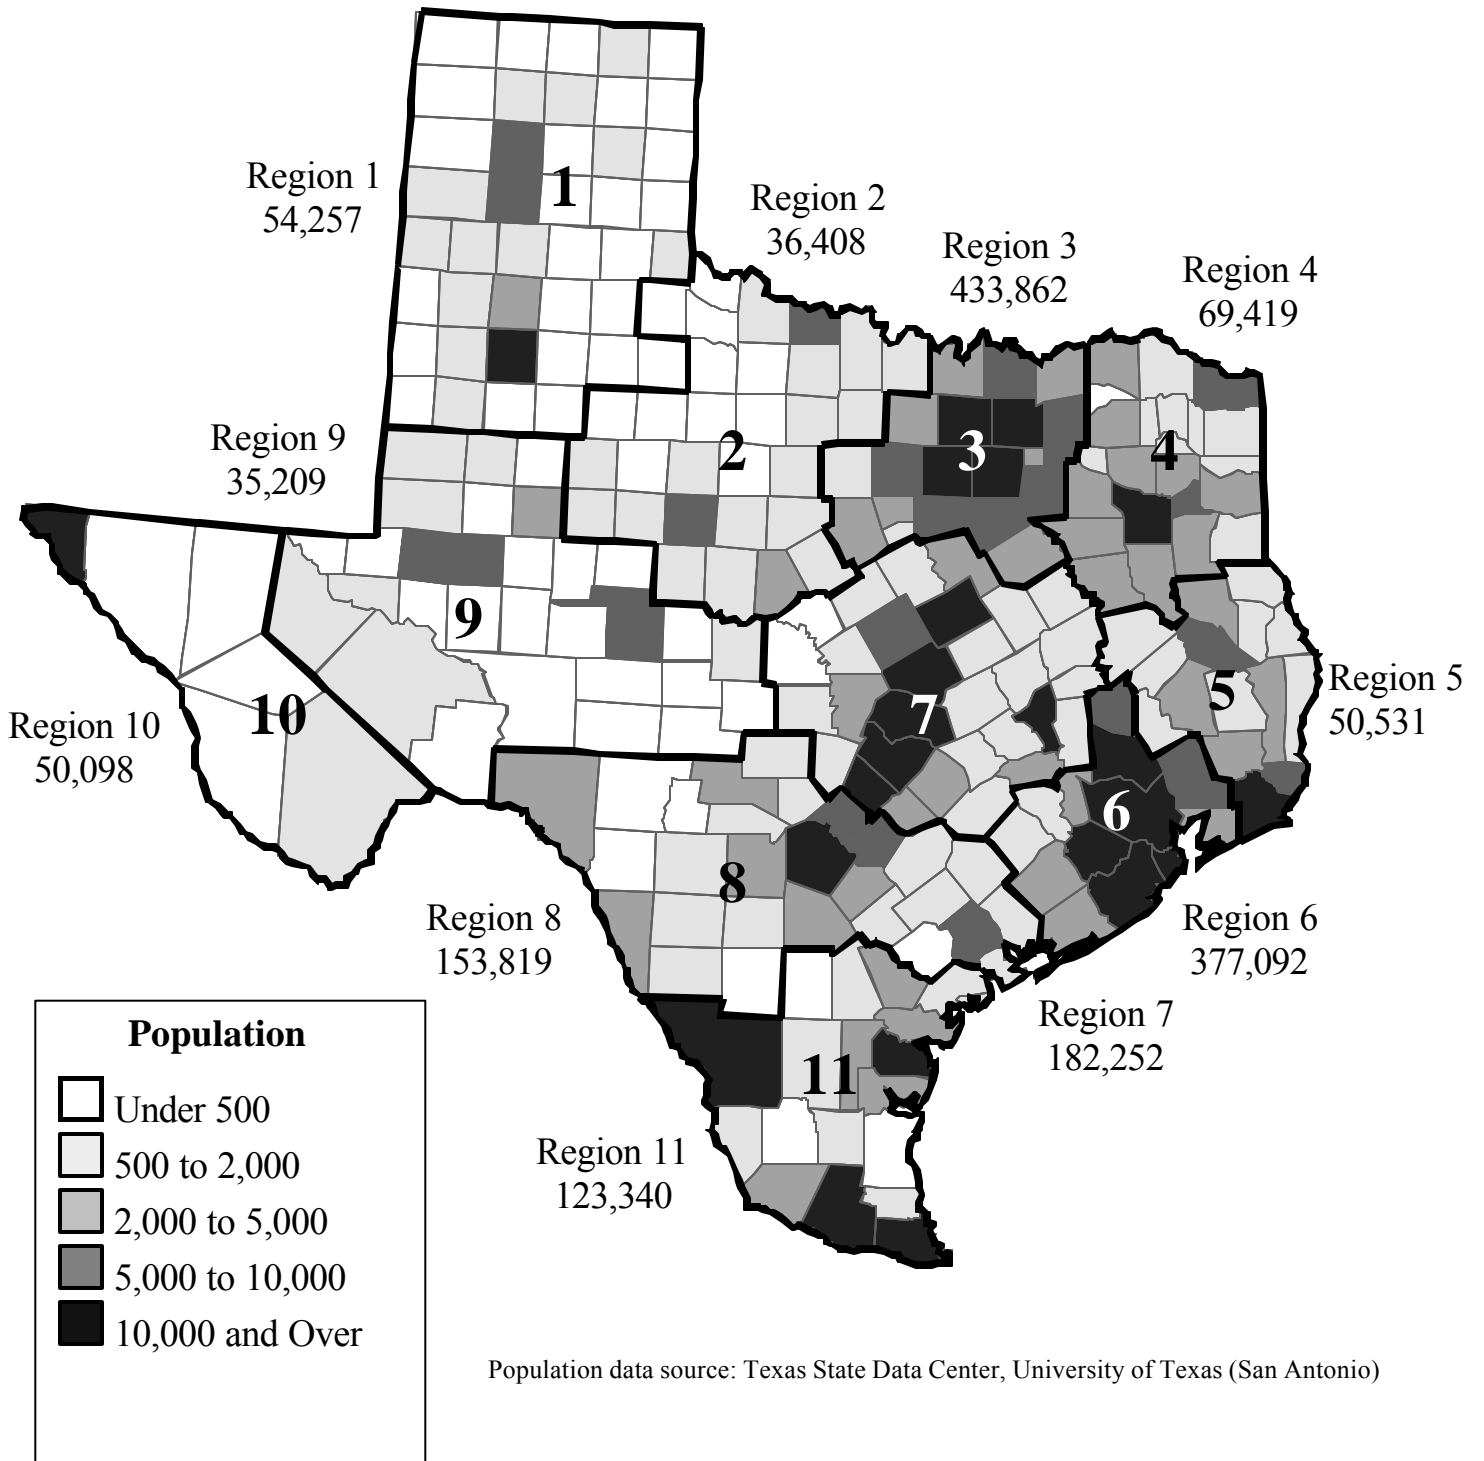 Region 1
54,257
1
Region 2
36,408
Region 3
433,862
Region 4
69,419
Region 9
35,209
2
3
4
9
10
Region 10
50,098
7
5
Region 5
50,531
6
8
Region 8
153,819
Region 6
377,092
Region 7
182,252
11
Region 11
123,340
Population
Under 500
500 to 2,000
2,000 to 5,000
5,000 to 10,000
10,000 and Over
Population data source: Texas State Data Center, University of Texas (San Antonio)